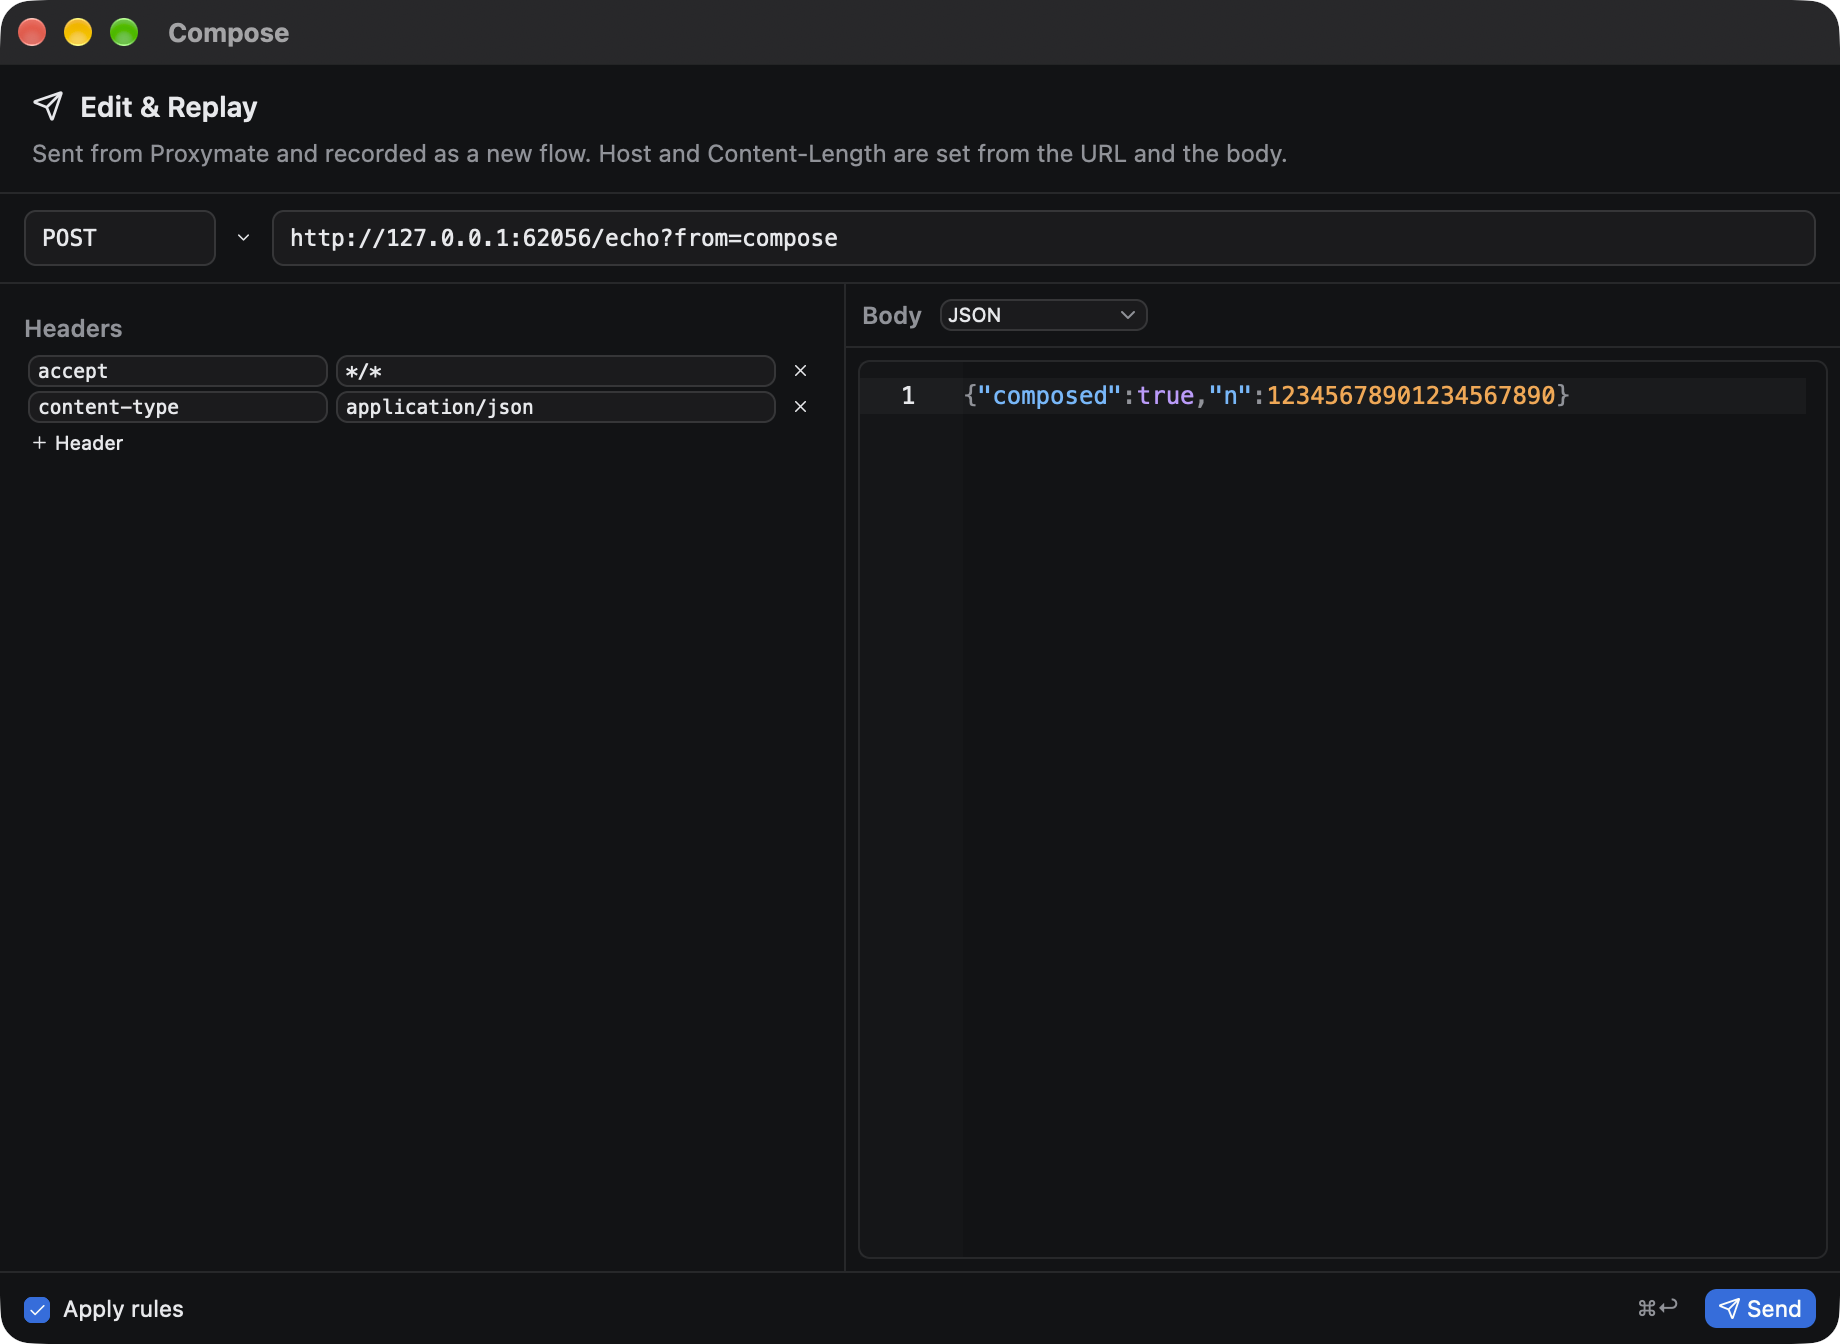 Compose
Edit & Replay
Sent from Proxymate and recorded as a new flow. Host and Content-Length are set from the URL and the body.
POST
http://127.0.0.1:62056/echo?from=compose
Headers
accept */*
content-type application/json
+ Header
Body JSON
1 {"composed":true,"n":12345678901234567890}
Apply rules
⌘↩ Send